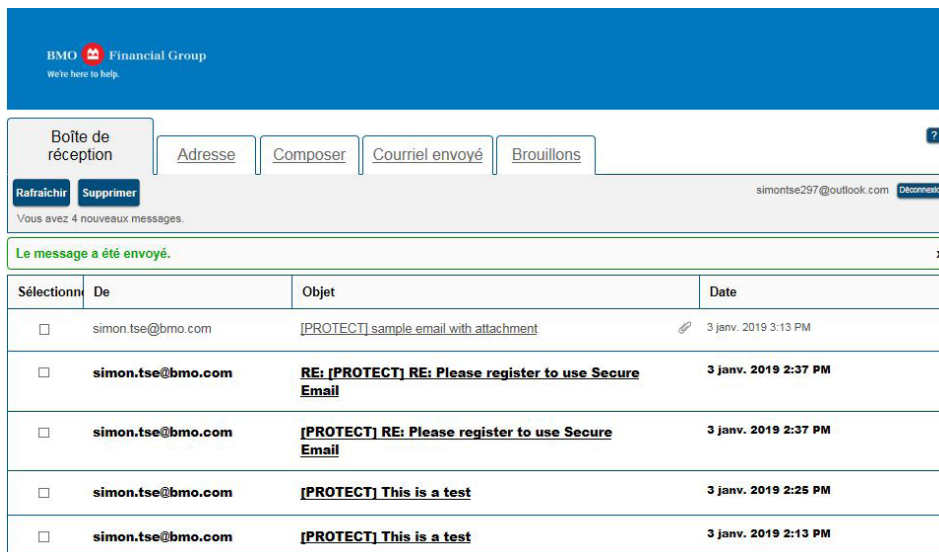 BMO Financial Group
We're here to help.
Boîte de
réception
Adresse
Composer
Courriel envoyé
Brouillons
?
Rafraîchir
Supprimer
simontse297@outlook.com
Déconnexio
Vous avez 4 nouveaux messages.
Le message a été envoyé.
Sélectionne
De
Objet
Date
simon.tse@bmo.com
[PROTECT] sample email with attachment
3 janv. 2019 3:13 PM
simon.tse@bmo.com
RE: [PROTECT] RE: Please register to use Secure
Email
3 janv. 2019 2:37 PM
simon.tse@bmo.com
[PROTECT] RE: Please register to use Secure
Email
3 janv. 2019 2:37 PM
simon.tse@bmo.com
[PROTECT] This is a test
3 janv. 2019 2:25 PM
simon.tse@bmo.com
[PROTECT] This is a test
3 janv. 2019 2:13 PM